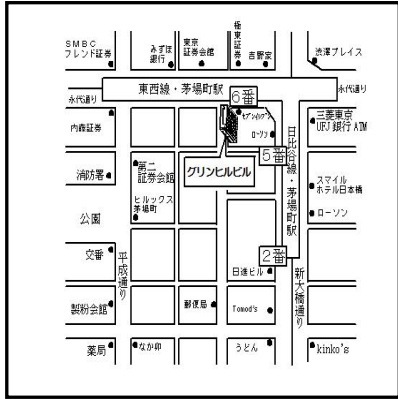 SMBC
フレンド証券
みずほ
銀行
東京
証券会館
極東証券
吉野家
渋澤プレイス
東西線・茅場町駅
永代通り
永代通り
6番
内藤証券
セブンイレブン
ローソン
三菱東京
UFJ銀行ATM
5番
日比谷線・茅場町駅
消防署
第二
証券会館
グリンヒルビル
スマイル
ホテル日本橋
ヒルックス
茅場町
ローソン
公園
交番
平成通り
2番
日進ビル
新大橋通り
製粉会館
郵便局
Tomod's
薬局
なか卯
うどん
kinko's